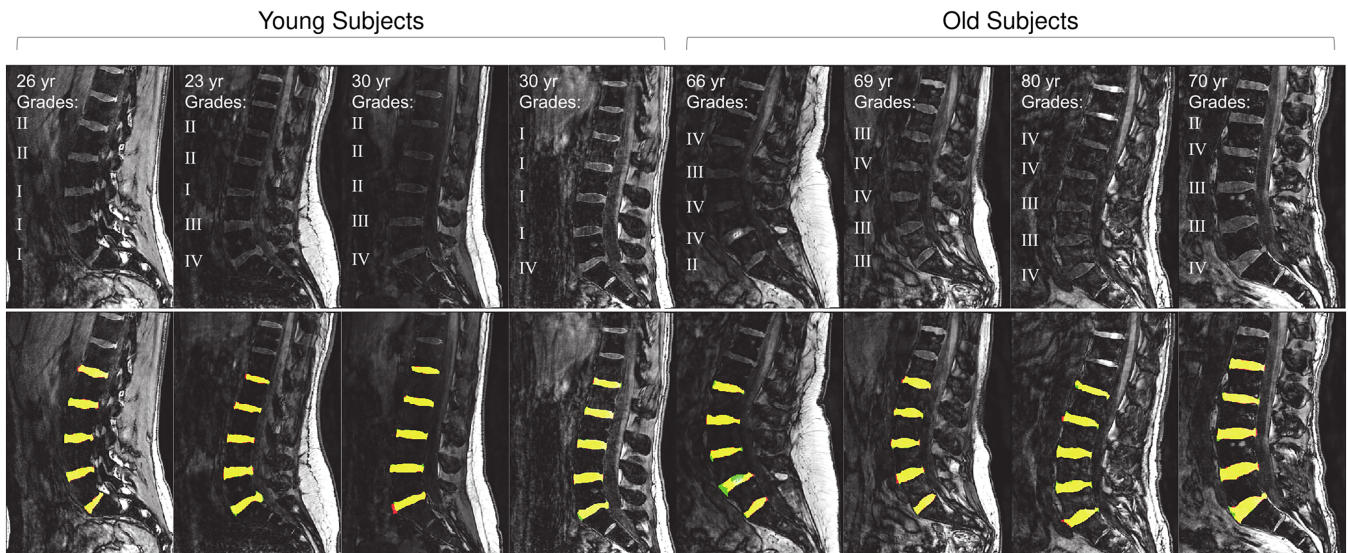 Young Subjects
Old Subjects
26 yr
Grades:
II
II
I
I
I
23 yr
Grades:
II
II
I
III
IV
30 yr
Grades:
II
II
II
III
IV
30 yr
Grades:
I
I
I
I
IV
66 yr
Grades:
IV
III
IV
IV
II
69 yr
Grades:
III
IV
IV
III
III
80 yr
Grades:
IV
IV
III
III
IV
70 yr
Grades:
II
IV
III
III
IV